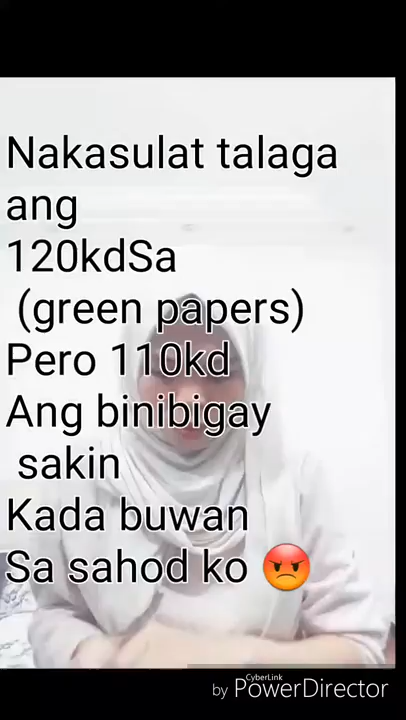 Nakasulat talaga
ang
120kdSa
(green papers)
Pero 110kd
Ang binibigay
sakin
Kada buwan
Sa sahod ko 😡
CyberLink
by PowerDirector